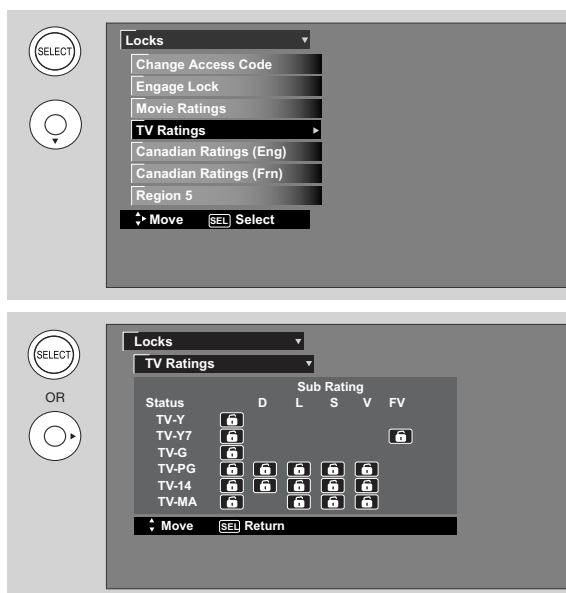 SELECT
Locks
Change Access Code
Engage Lock
Movie Ratings
TV Ratings
Canadian Ratings (Eng)
Canadian Ratings (Frn)
Region 5
Move SEL Select
SELECT
OR
Locks
TV Ratings
Sub Rating
Status D L S V FV
TV-Y
TV-Y7
TV-G
TV-PG
TV-14
TV-MA
Move SEL Return